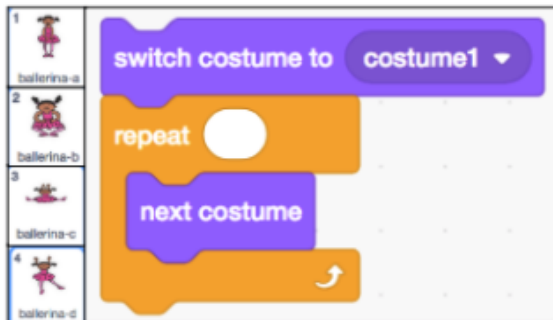 1
ballerina-a
2
ballerina-b
3
ballerina-c
4
ballerina-d
switch costume to costume1
repeat
next costume